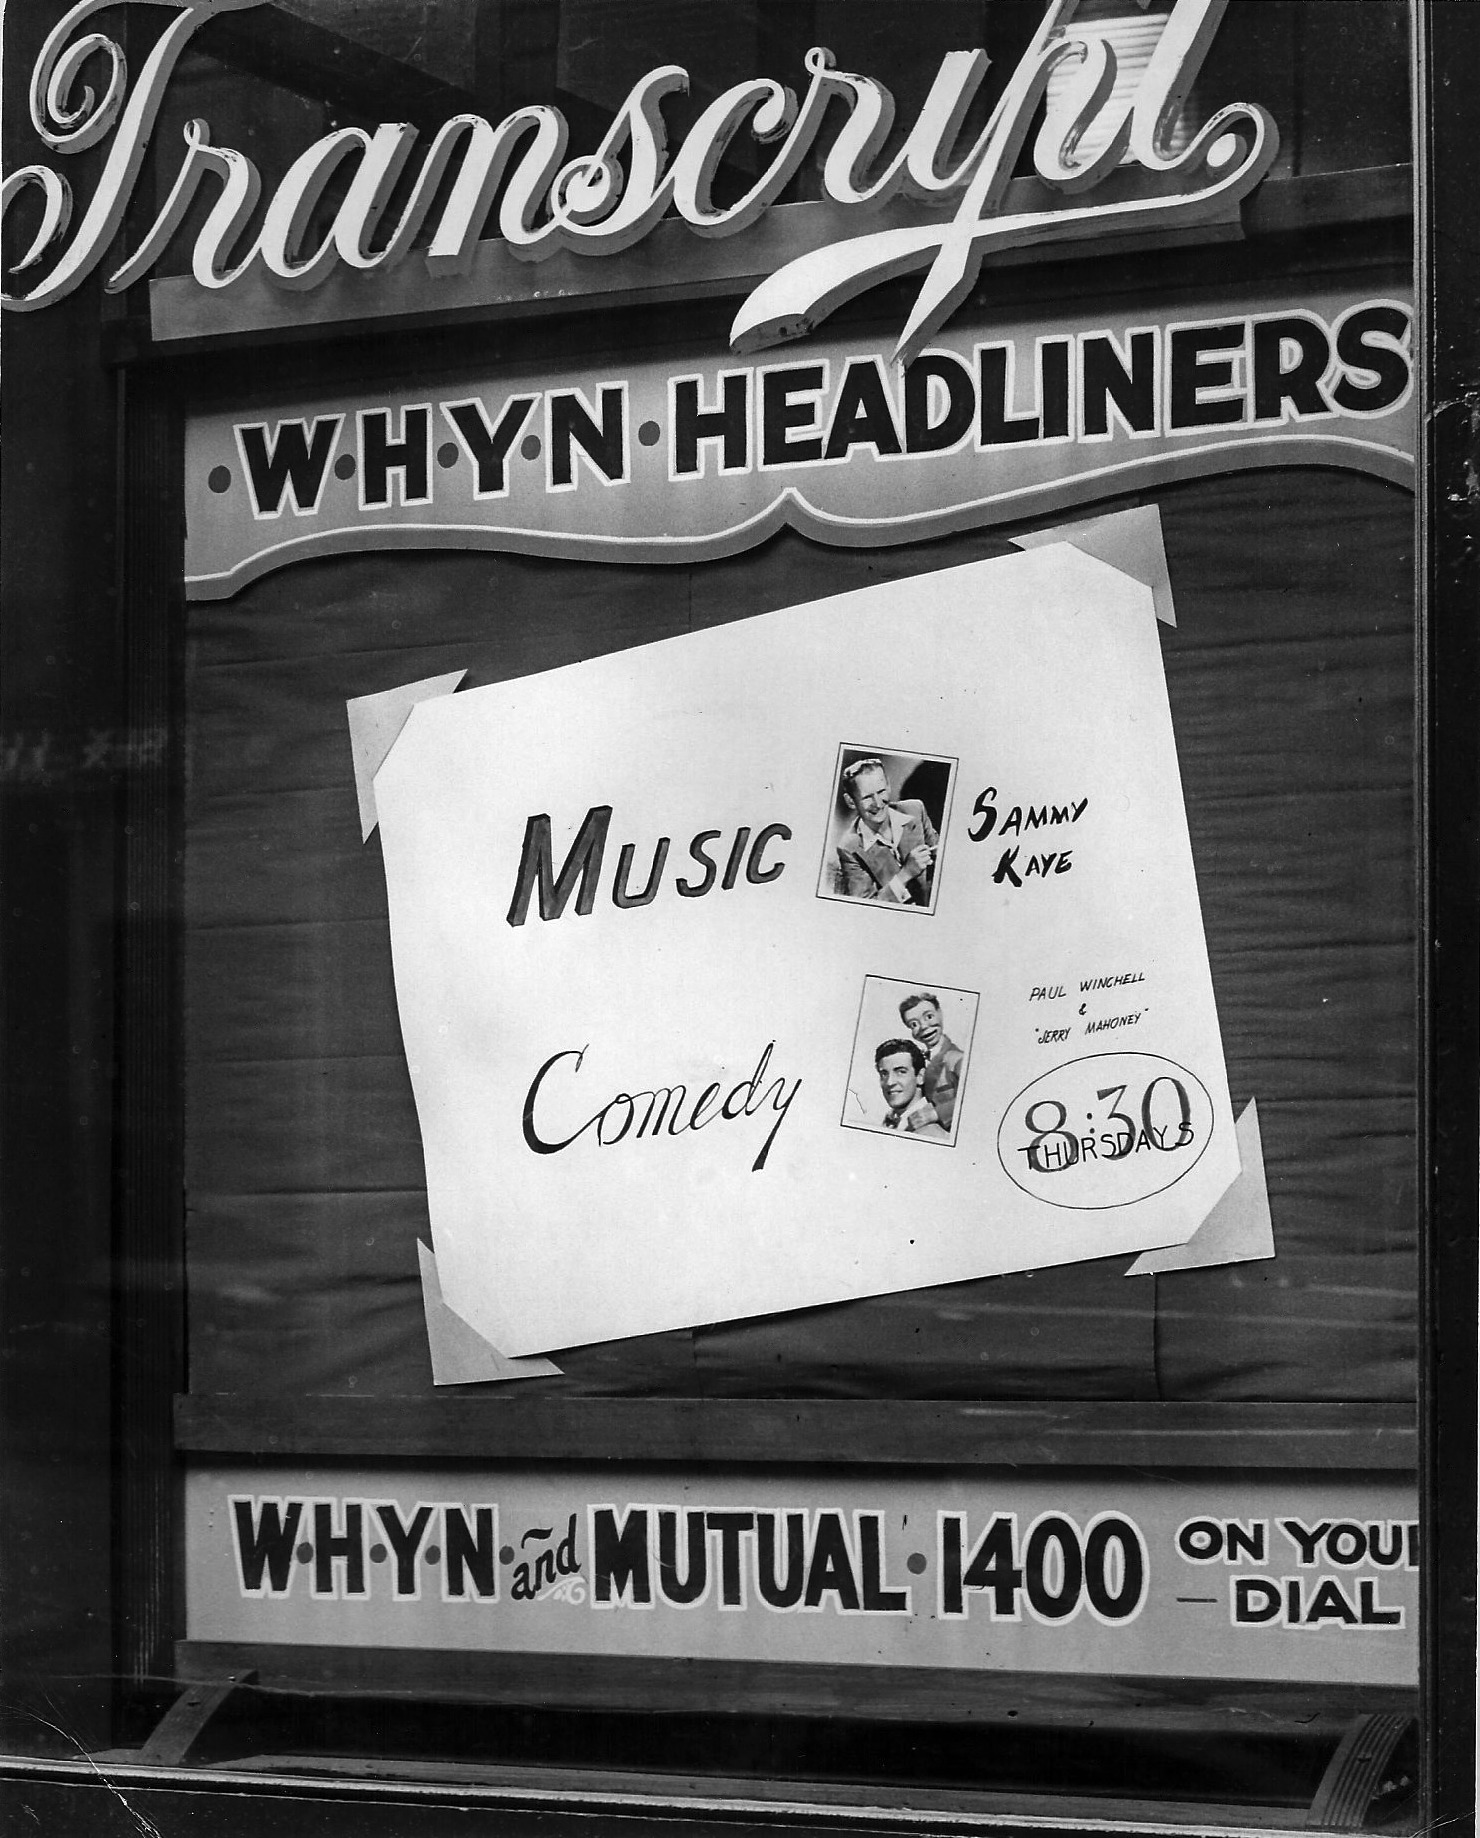 Transcript.
W·H·Y·N·HEADLINERS
MUSIC
SAMMY
KAYE
PAUL WINCHELL
&
"JERRY MAHONEY"
Comedy
8:30
THURSDAYS
W·H·Y·N·and MUTUAL·1400
ON YOUR
— DIAL